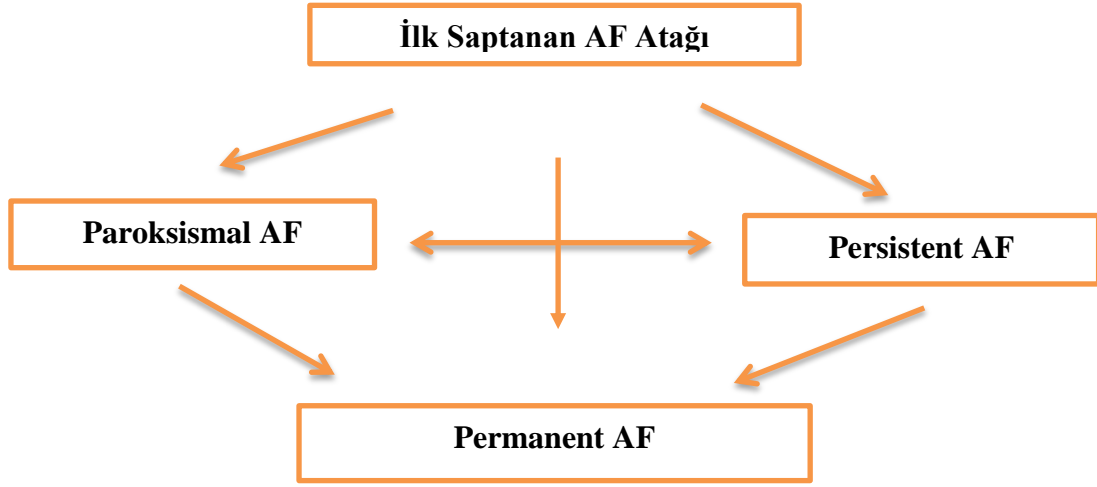 İlk Saptanan AF Atağı
Paroksismal AF
Persistent AF
Permanent AF